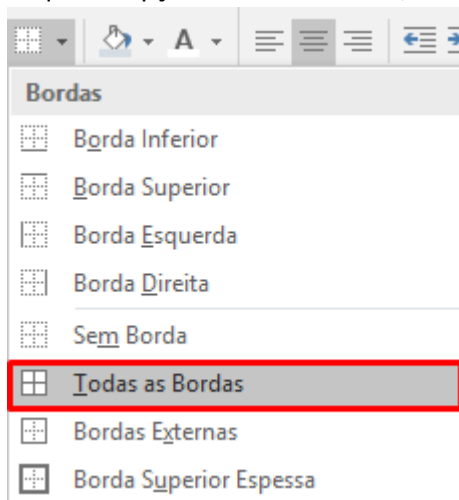 A
Bordas
Borda Inferior
Borda Superior
Borda Esquerda
Borda Direita
Sem Borda
Todas as Bordas
Bordas Externas
Borda Superior Espessa